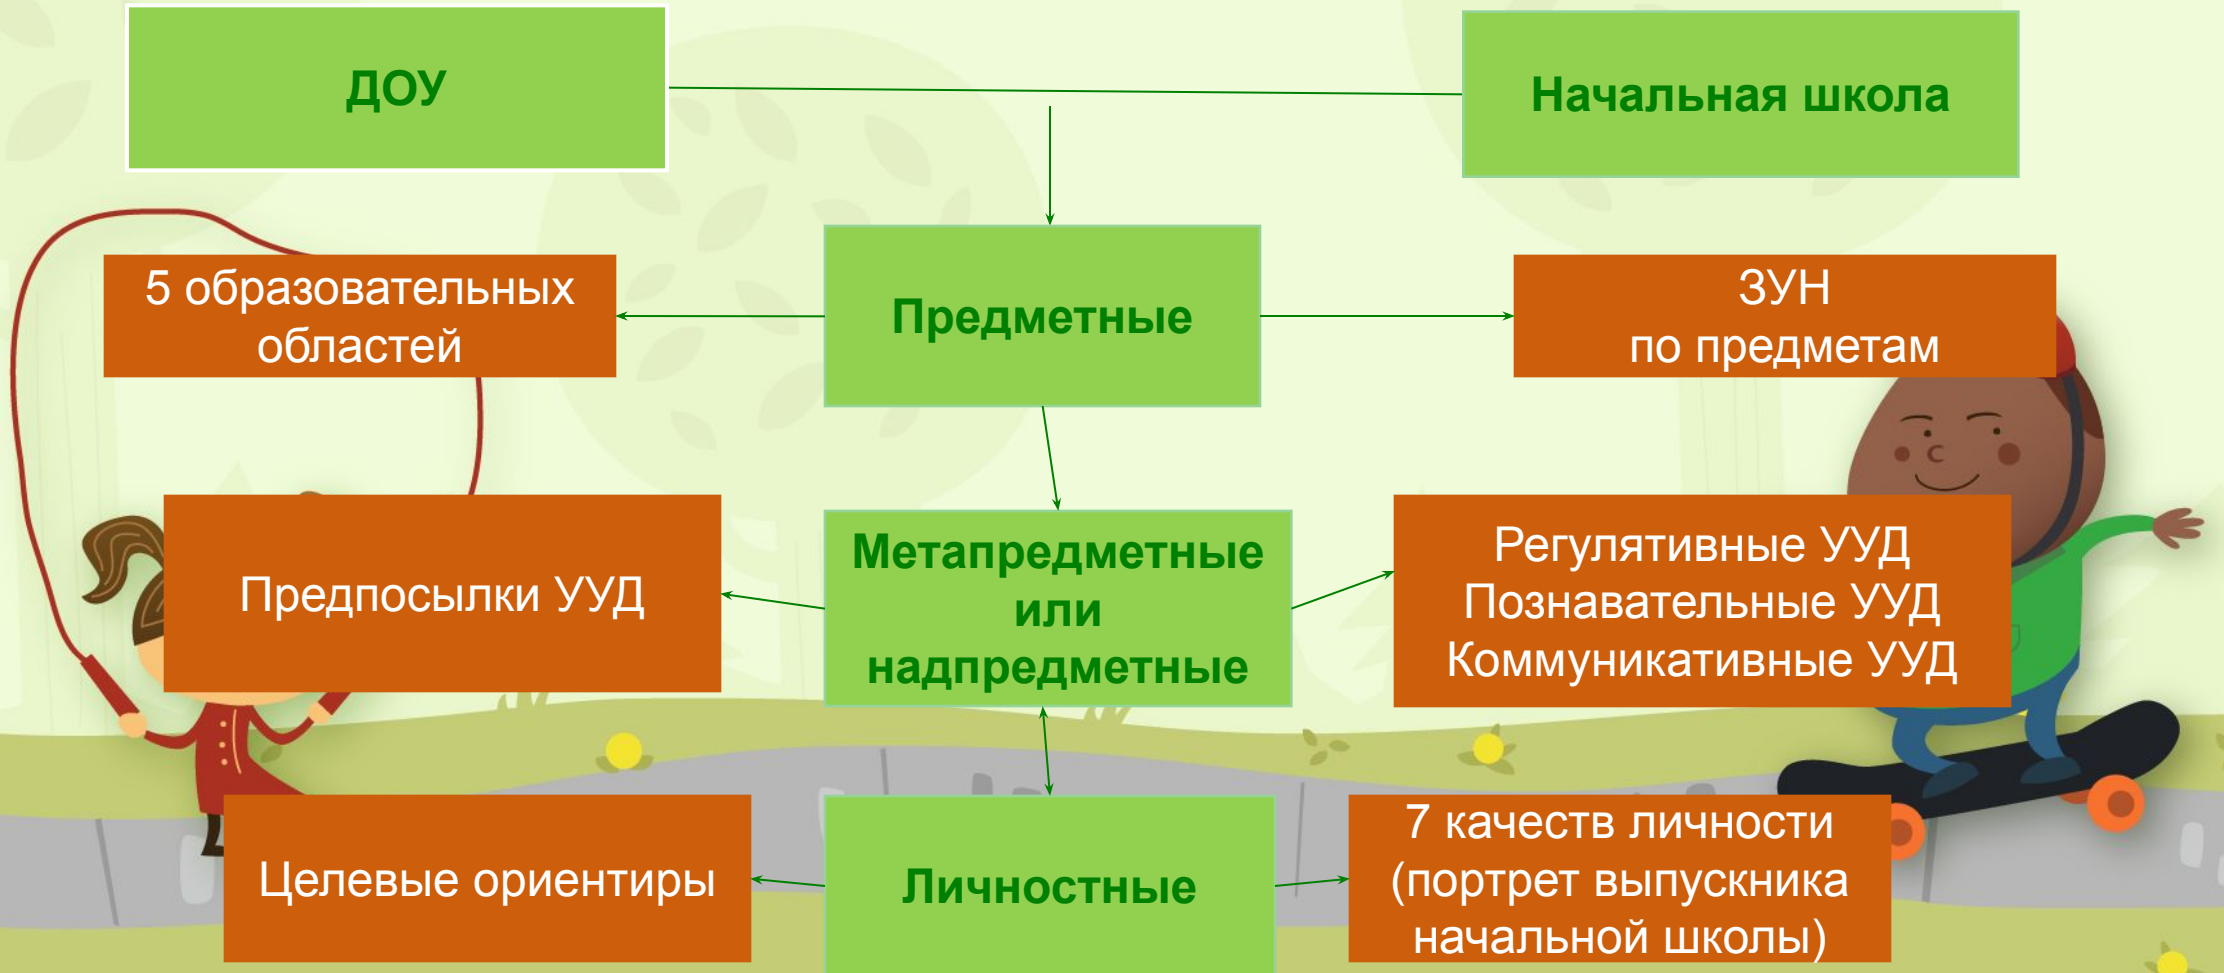 ДОУ
Начальная школа
5 образовательных
областей
Предметные
ЗУН
по предметам
Предпосылки УУД
Метапредметные
или
надпредметные
Регулятивные УУД
Познавательные УУД
Коммуникативные УУД
Целевые ориентиры
Личностные
7 качеств личности
(портрет выпускника
начальной школы)